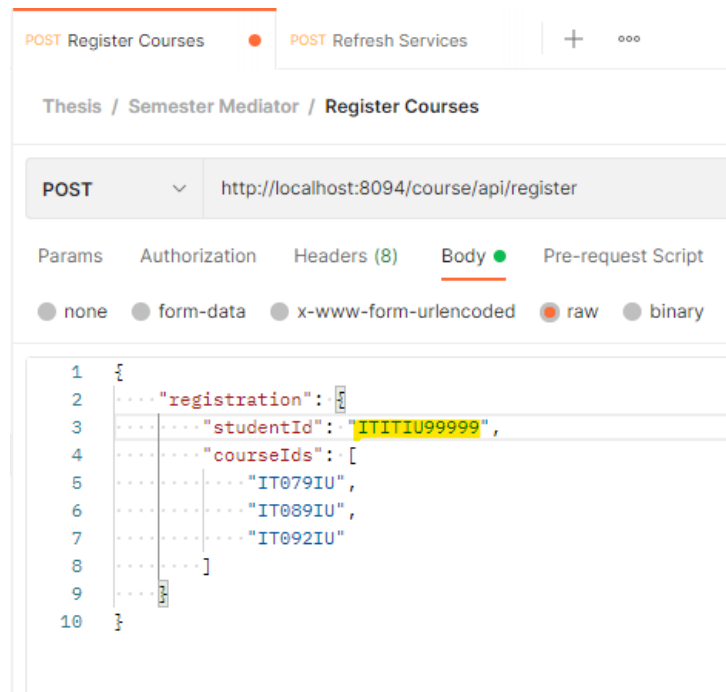 POST Register Courses POST Refresh Services + ooo
Thesis / Semester Mediator / Register Courses
POST http://localhost:8094/course/api/register
Params Authorization Headers (8) Body Pre-request Script
none form-data x-www-form-urlencoded raw binary
1 {
2 "registration": {
3 "studentId": "ITITIU99999",
4 "courseIds": [
5 "IT079IU",
6 "IT089IU",
7 "IT092IU"
8 ]
9 }
10 }